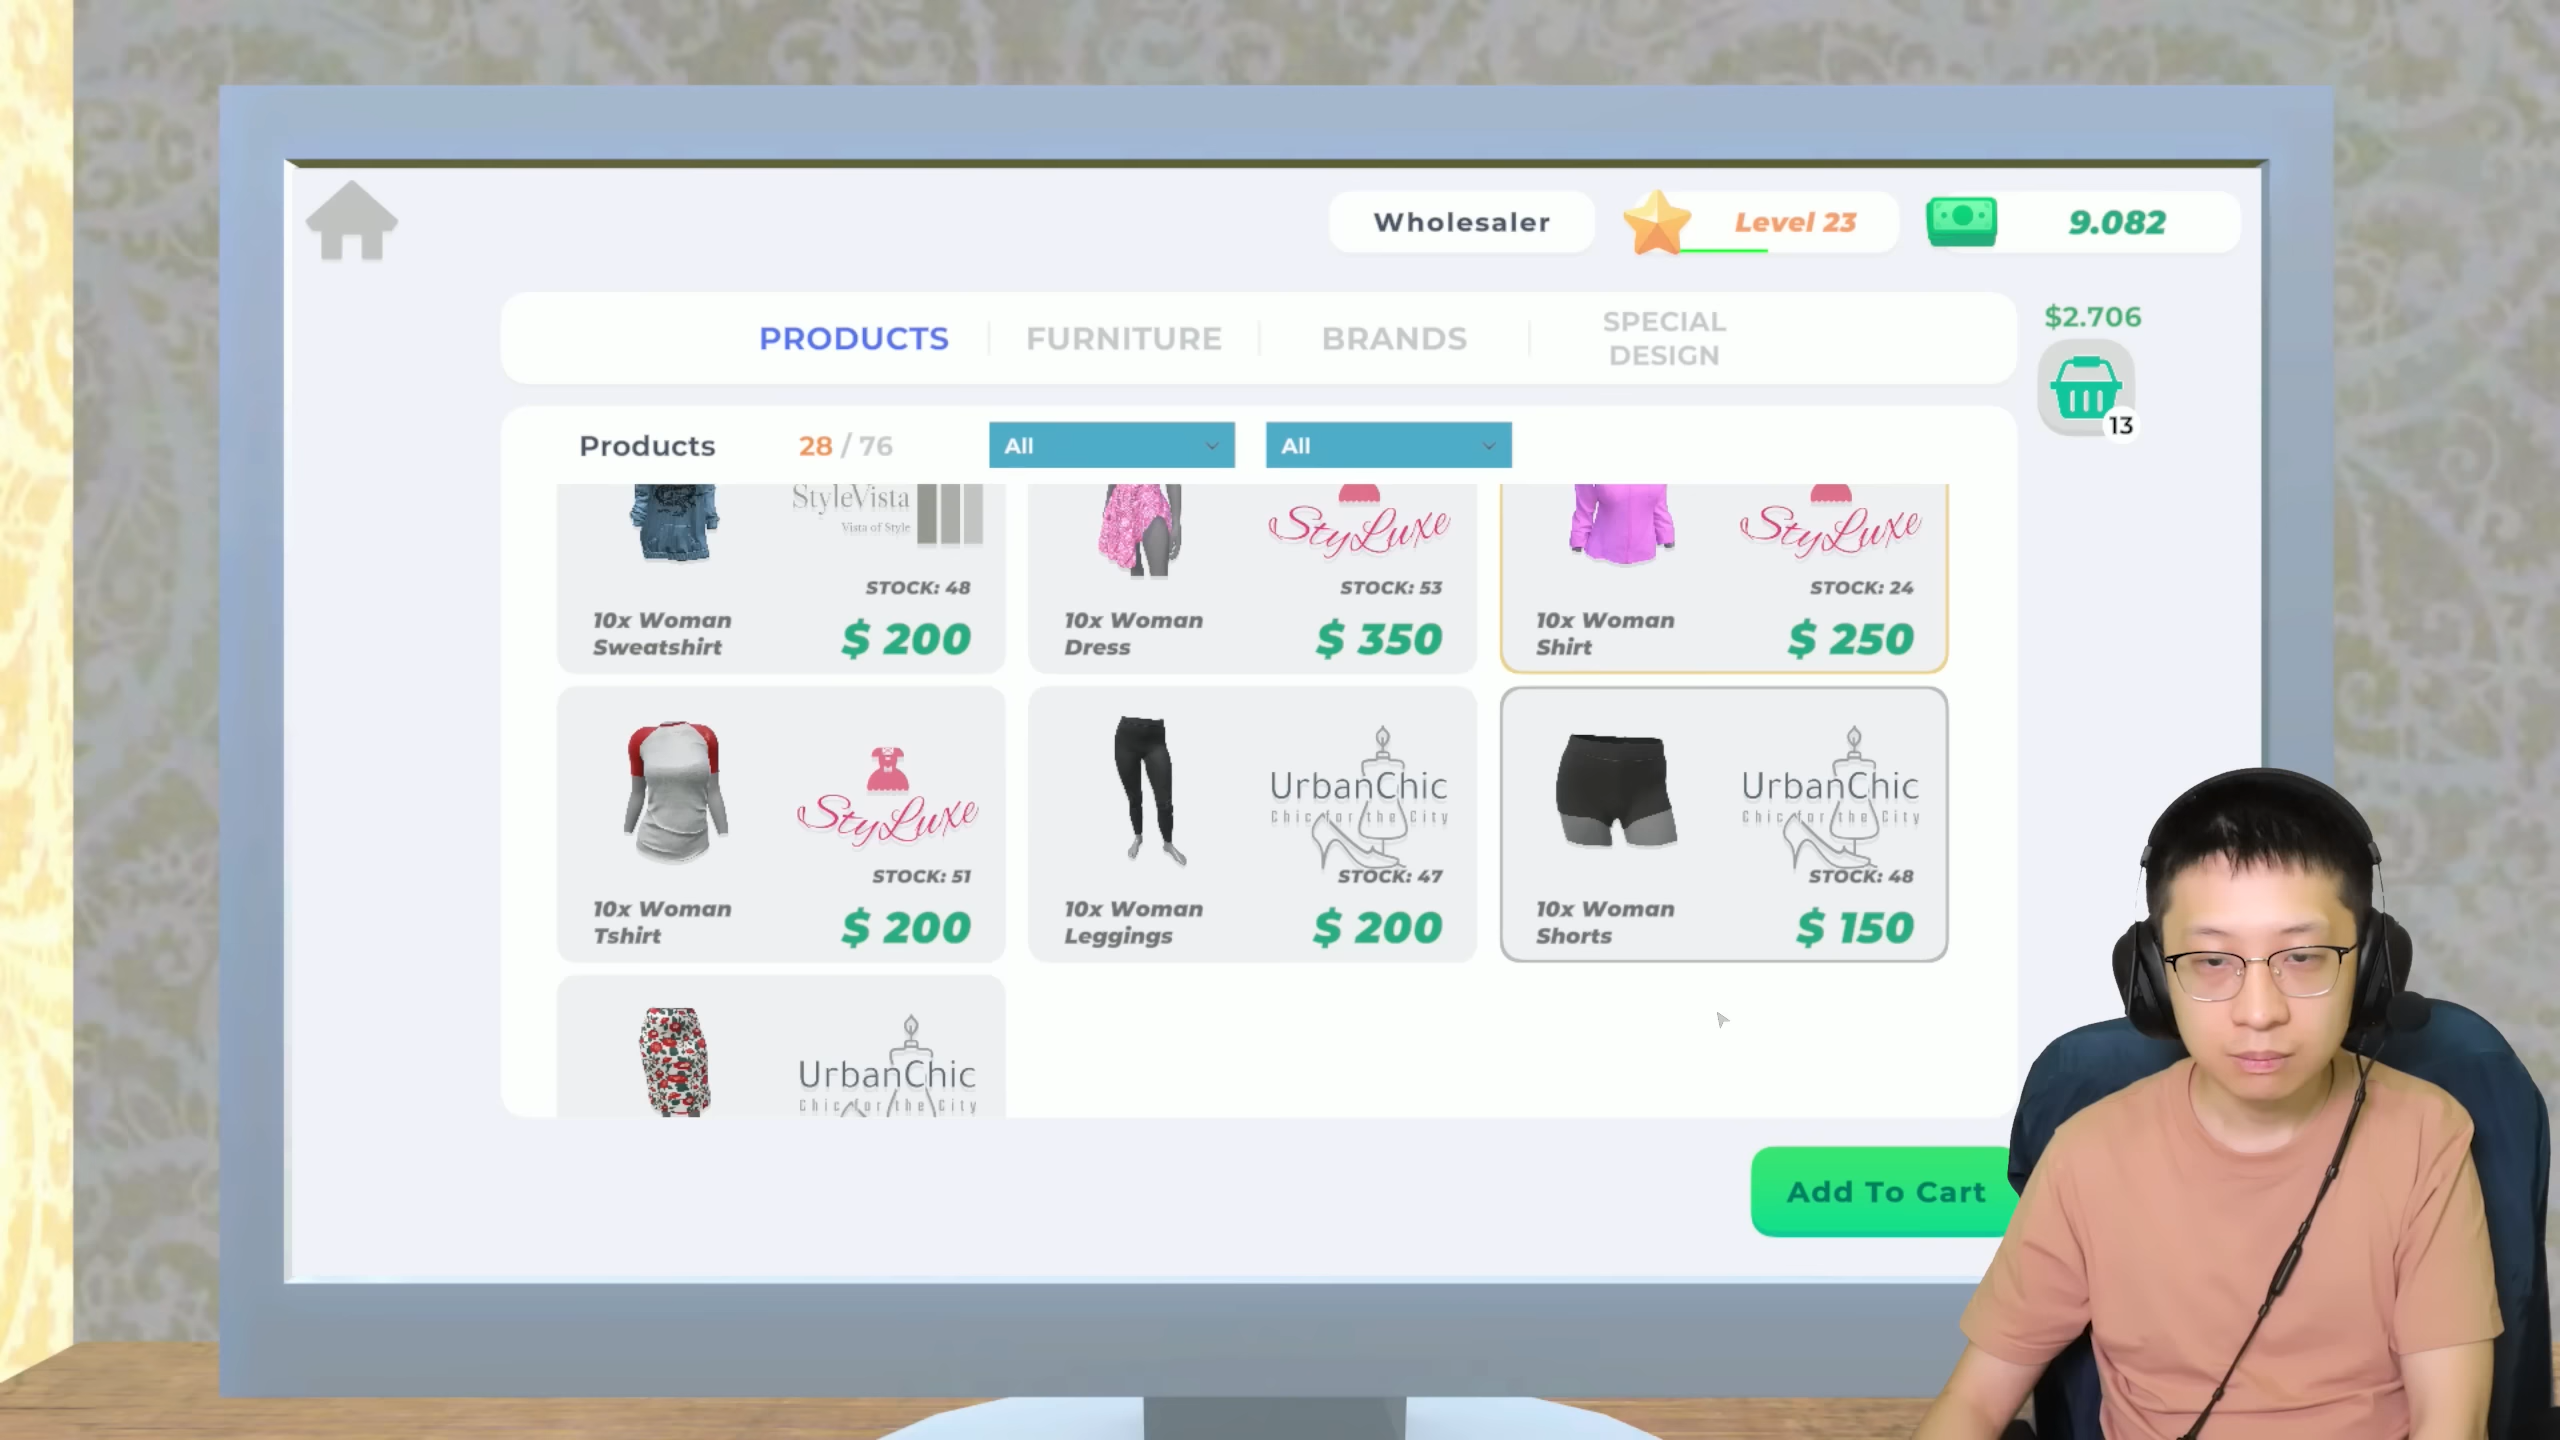 Wholesaler
Level 23
9.082
PRODUCTS
FURNITURE
BRANDS
SPECIAL
DESIGN
$2.706
13
Products
28 / 76
All
All
StyleVista
Vista of Style
STOCK: 48
10x Woman
Sweatshirt
$ 200
StyLuxe
STOCK: 53
10x Woman
Dress
$ 350
StyLuxe
STOCK: 24
10x Woman
Shirt
$ 250
StyLuxe
STOCK: 51
10x Woman
Tshirt
$ 200
UrbanChic
Chic for the City
STOCK: 47
10x Woman
Leggings
$ 200
UrbanChic
Chic for the City
STOCK: 48
10x Woman
Shorts
$ 150
UrbanChic
Chic for the City
Add To Cart